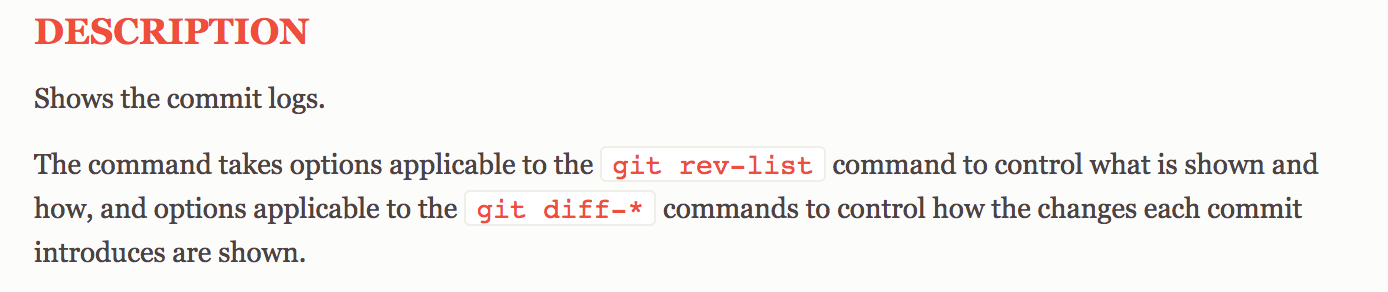 DESCRIPTION
Shows the commit logs.
The command takes options applicable to the git rev-list command to control what is shown and
how, and options applicable to the git diff-* commands to control how the changes each commit
introduces are shown.